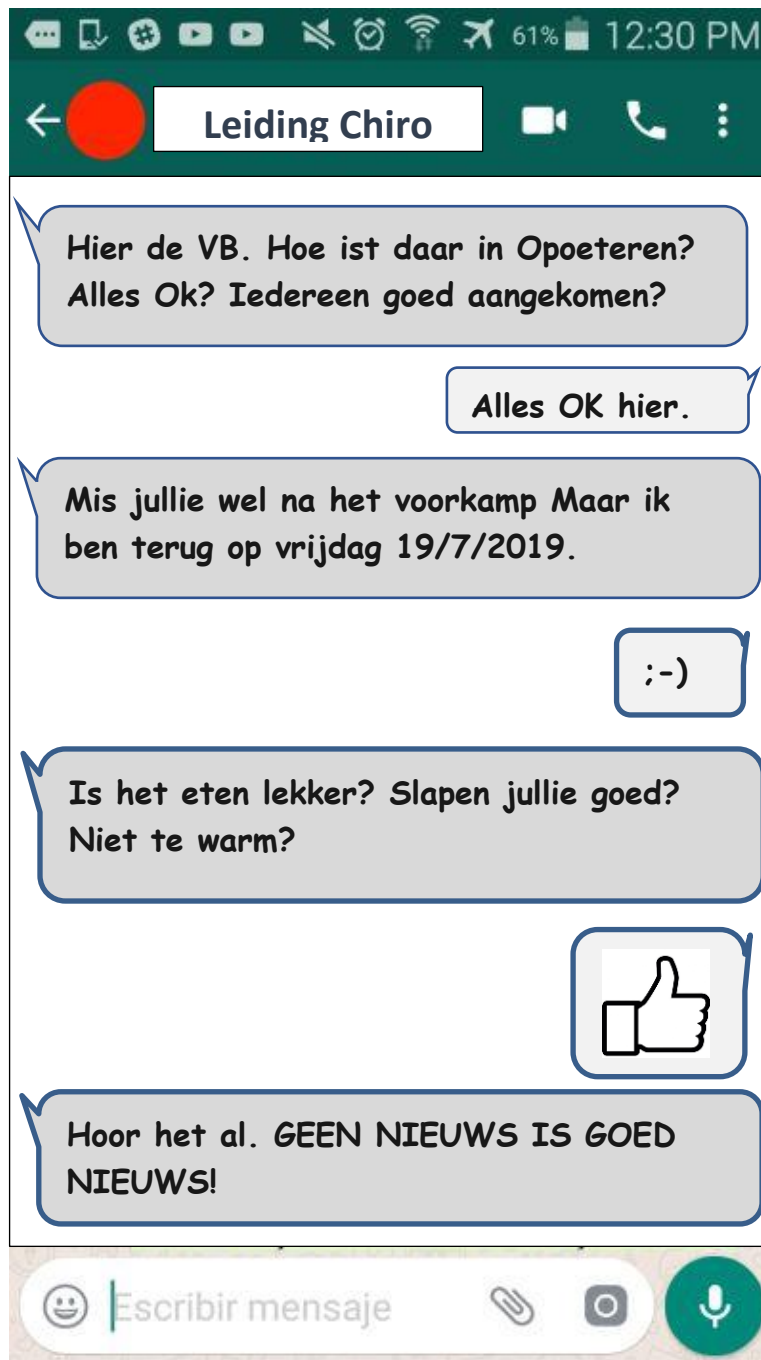 61% 12:30 PM
Leiding Chiro
Hier de VB. Hoe ist daar in Opoeteren?
Alles Ok? Iedereen goed aangekomen?
Alles OK hier.
Mis jullie wel na het voorkamp Maar ik
ben terug op vrijdag 19/7/2019.
;-)
Is het eten lekker? Slapen jullie goed?
Niet te warm?
Hoor het al. GEEN NIEUWS IS GOED
NIEUWS!
Escribir mensaje